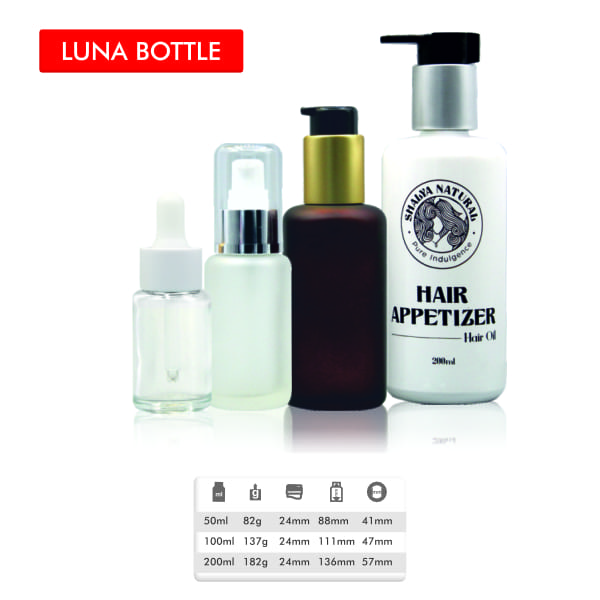 LUNA BOTTLE
SHALYA NATURAL
Pure Indulgence
HAIR
APPETIZER
Hair Oil
200ml
ml g mm
50ml 82g 24mm 88mm 41mm
100ml 137g 24mm 111mm 47mm
200ml 182g 24mm 136mm 57mm